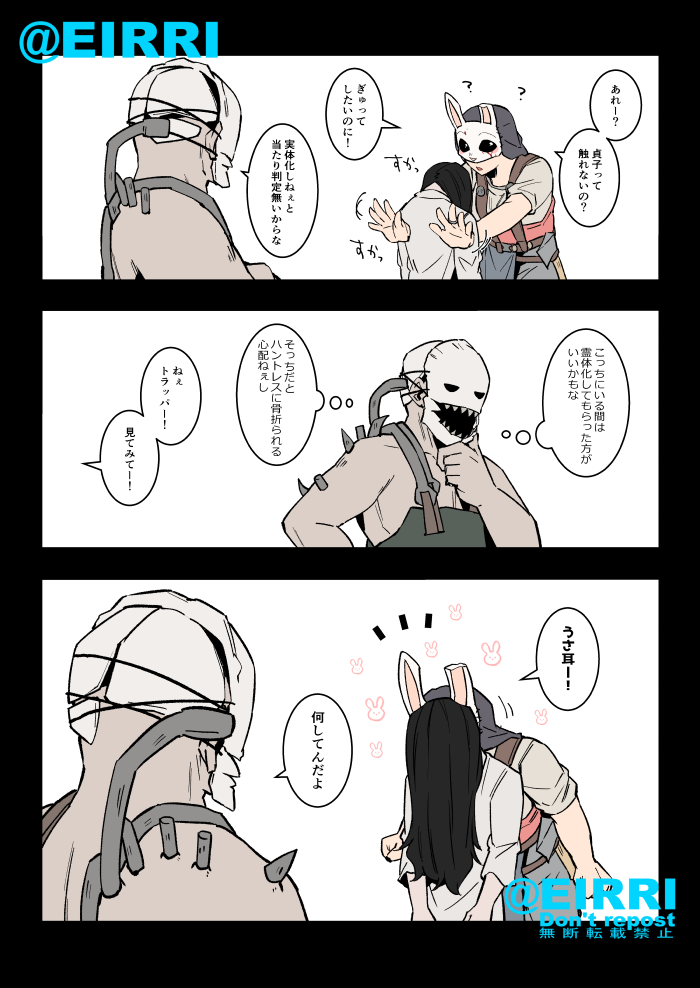 @EIRRI
あれー?
貞子って
触れないの?
?
?
ぎゅって
したいのに!
すかっ
すかっ
実体化しねぇと
当たり判定無いからな
こっちにいる間は
霊体化してもらった方が
いいかもな
そっちだと
ハントレスに骨折られる
心配ねぇし
ねぇ
トラッパー!
見てみてー!
うさ耳ー!
何してんだよ
@EIRRI
Don't repost
無断転載禁止